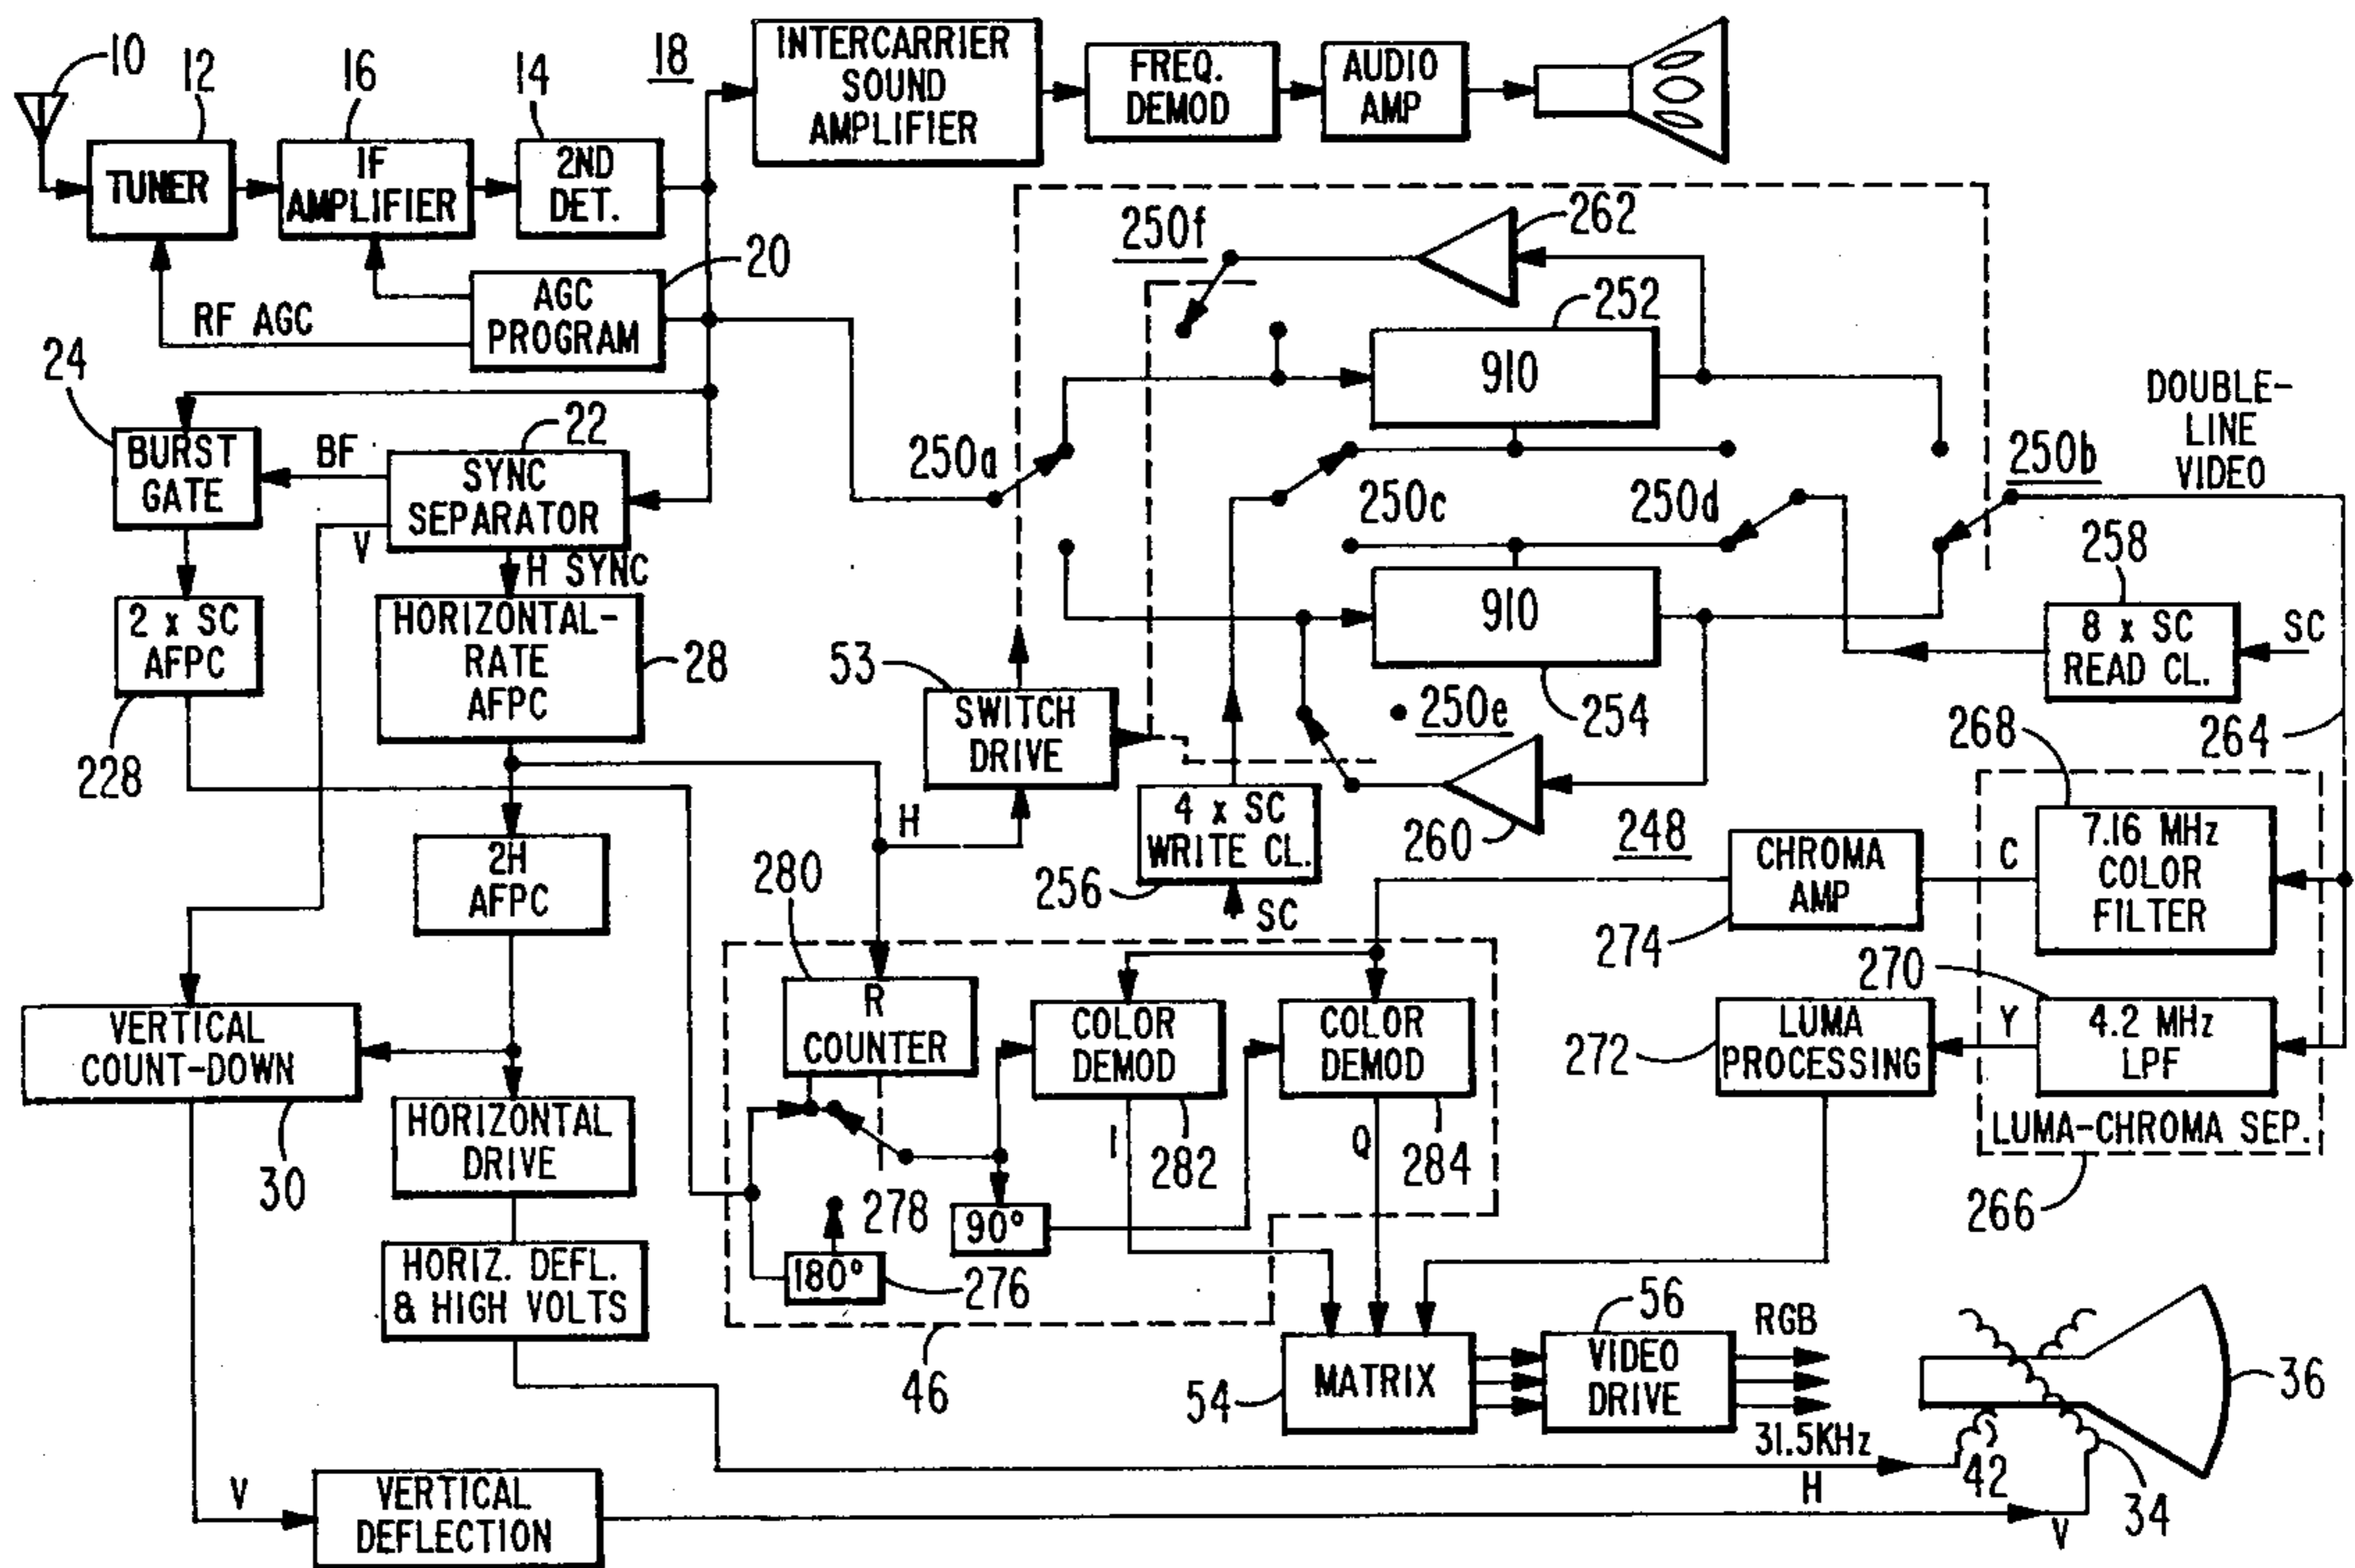 10
12
16
14
18
INTERCARRIER
SOUND
AMPLIFIER
FREQ.
DEMOD
AUDIO
AMP
TUNER
IF
AMPLIFIER
2ND
DET.
20
AGC
PROGRAM
RF AGC
250f
262
252
910
24
BURST
GATE
BF
22
SYNC
SEPARATOR
V
H SYNC
250a
250c
250d
250b
DOUBLE-
LINE
VIDEO
258
8 x SC
READ CL.
SC
264
2 x SC
AFPC
228
HORIZONTAL-
RATE
AFPC
28
53
SWITCH
DRIVE
910
254
250e
260
H
4 x SC
WRITE CL.
256
SC
248
268
7.16 MHz
COLOR
FILTER
C
CHROMA
AMP
274
2H
AFPC
280
R
COUNTER
COLOR
DEMOD
COLOR
DEMOD
270
4.2 MHz
LPF
Y
LUMA
PROCESSING
272
LUMA-CHROMA SEP.
266
VERTICAL
COUNT-DOWN
30
HORIZONTAL
DRIVE
I
282
Q
284
278
90°
180°
276
46
HORIZ. DEFL.
& HIGH VOLTS
MATRIX
54
56
VIDEO
DRIVE
RGB
36
31.5KHz
H
42
34
V
VERTICAL
DEFLECTION
V